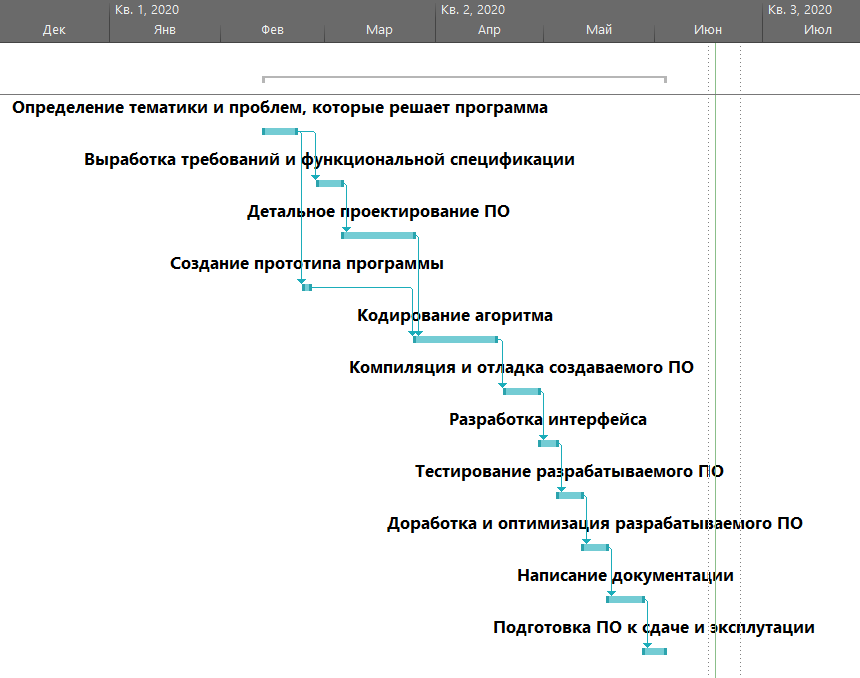 Кв. 1, 2020 Кв. 2, 2020 Кв. 3, 2020
Дек Янв Фев Мар Апр Май Июн Июл
Определение тематики и проблем, которые решает программа
Выработка требований и функциональной спецификации
Детальное проектирование ПО
Создание прототипа программы
Кодирование агоритма
Компиляция и отладка создаваемого ПО
Разработка интерфейса
Тестирование разрабатываемого ПО
Доработка и оптимизация разрабатываемого ПО
Написание документации
Подготовка ПО к сдаче и эксплутации